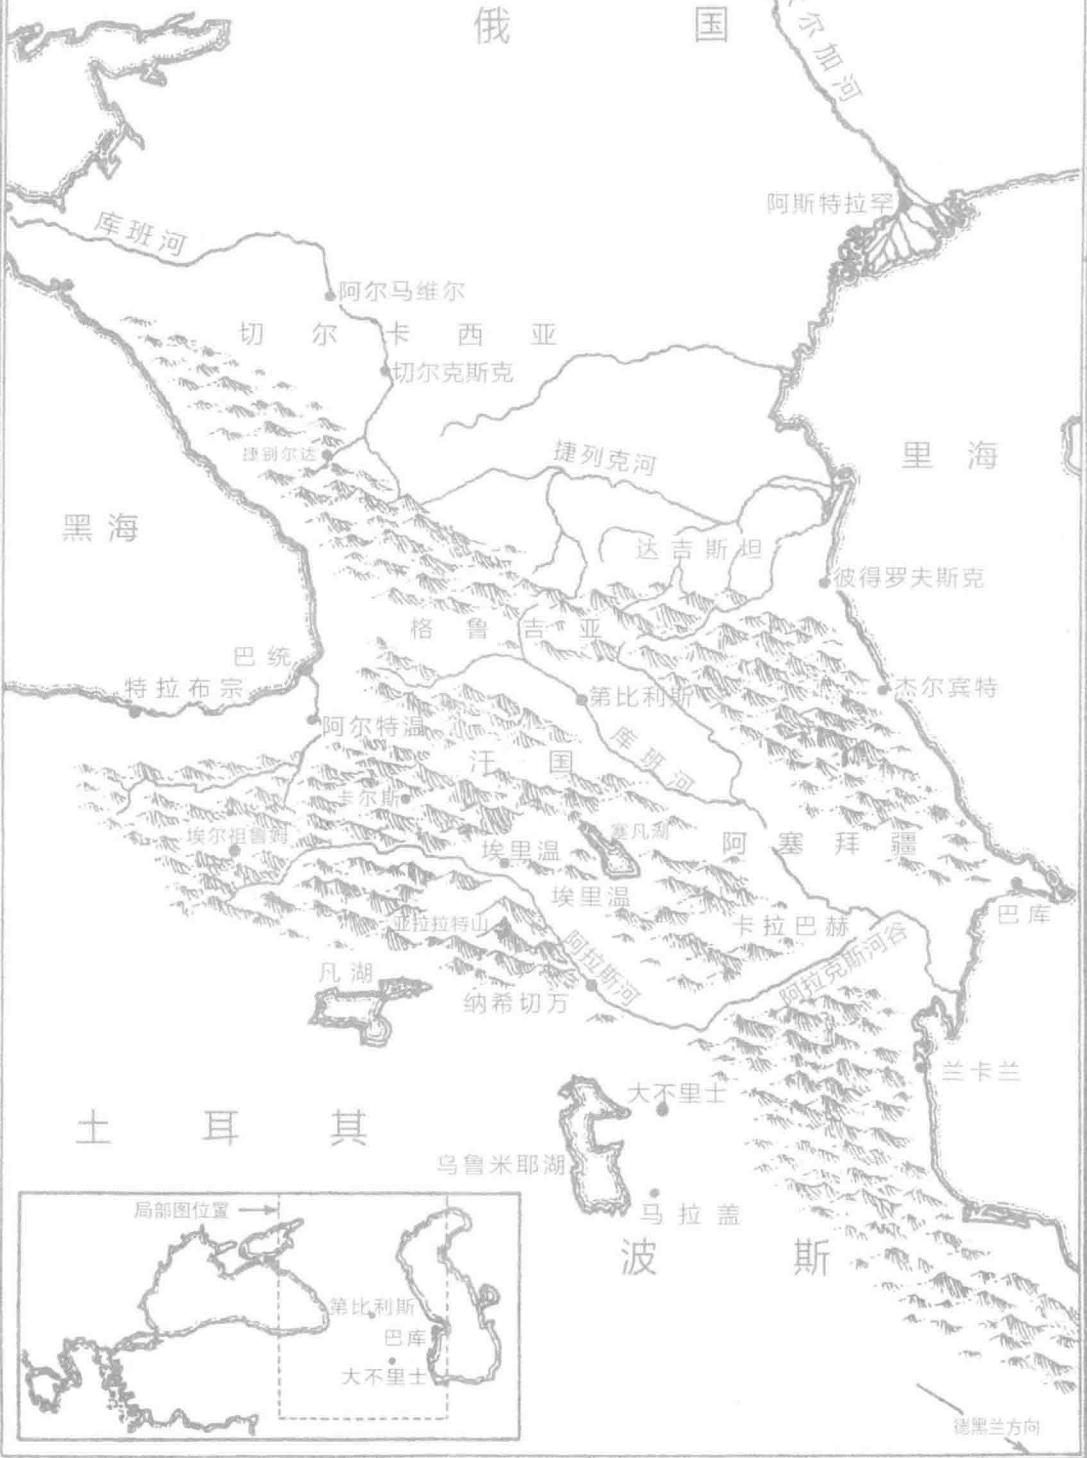 俄国
尔加河
阿斯特拉罕
库班河
阿尔马维尔
切尔卡西亚
切尔克斯克
捷别尔达
捷列克河
里海
黑海
达吉斯坦
彼得罗夫斯克
格鲁吉亚
巴统
特拉布宗
第比利斯
杰尔宾特
阿尔特温
库班河
汗国
卡尔斯
埃尔祖鲁姆
塞凡湖
阿塞拜疆
埃里温
埃里温
巴库
亚拉拉特山
卡拉巴赫
阿拉斯河
阿拉克斯河谷
凡湖
纳希切万
兰卡兰
大不里士
土耳其
乌鲁米耶湖
马拉盖
波斯
局部图位置
第比利斯
巴库
大不里士
德黑兰方向